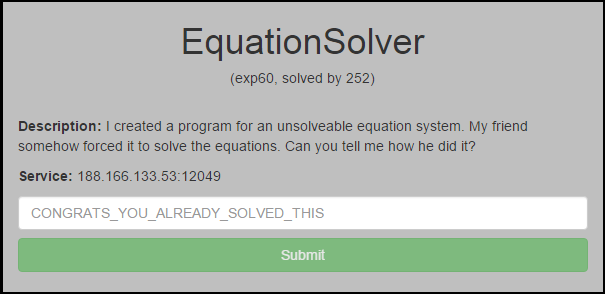 EquationSolver
(exp60, solved by 252)
Description: I created a program for an unsolveable equation system. My friend
somehow forced it to solve the equations. Can you tell me how he did it?
Service: 188.166.133.53:12049
CONGRATS_YOU_ALREADY_SOLVED_THIS
Submit